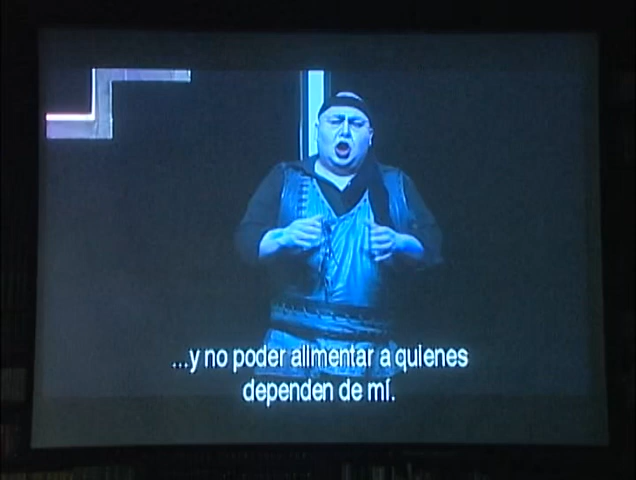 ...y no poder alimentar a quienes
dependen de mí.